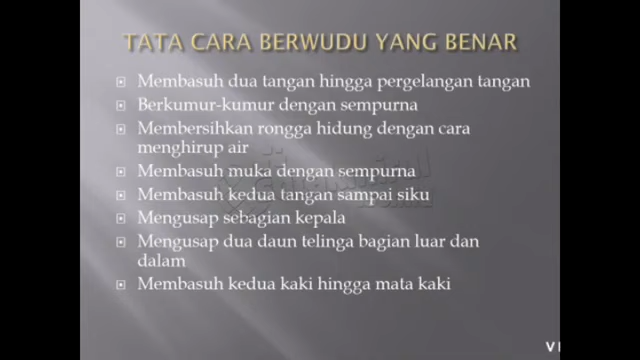 TATA CARA BERWUDU YANG BENAR
Membasuh dua tangan hingga pergelangan tangan
Berkumur-kumur dengan sempurna
Membersihkan rongga hidung dengan cara
menghirup air
Membasuh muka dengan sempurna
Membasuh kedua tangan sampai siku
Mengusap sebagian kepala
Mengusap dua daun telinga bagian luar dan
dalam
Membasuh kedua kaki hingga mata kaki